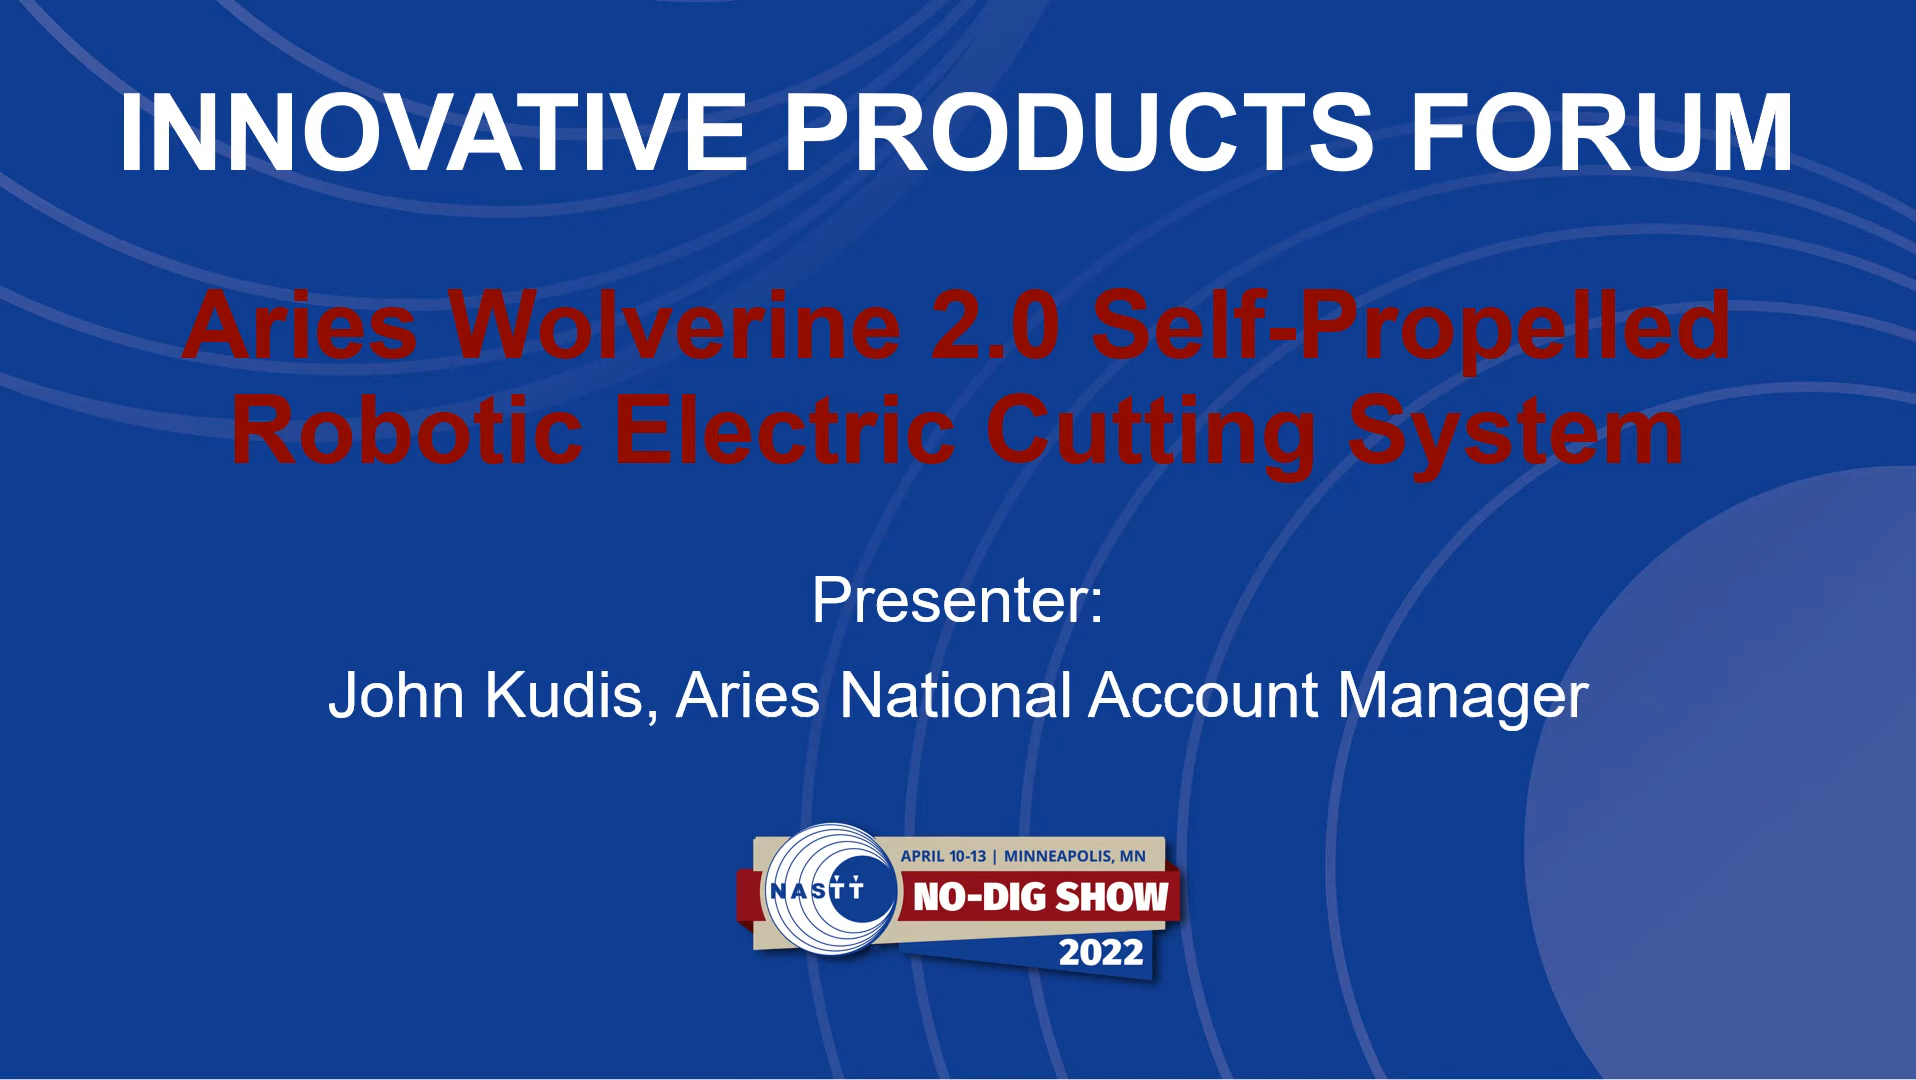 INNOVATIVE PRODUCTS FORUM
Aries Wolverine 2.0 Self-Propelled
Robotic Electric Cutting System
Presenter:
John Kudis, Aries National Account Manager
APRIL 10-13 | MINNEAPOLIS, MN
NASTT
NO-DIG SHOW
2022